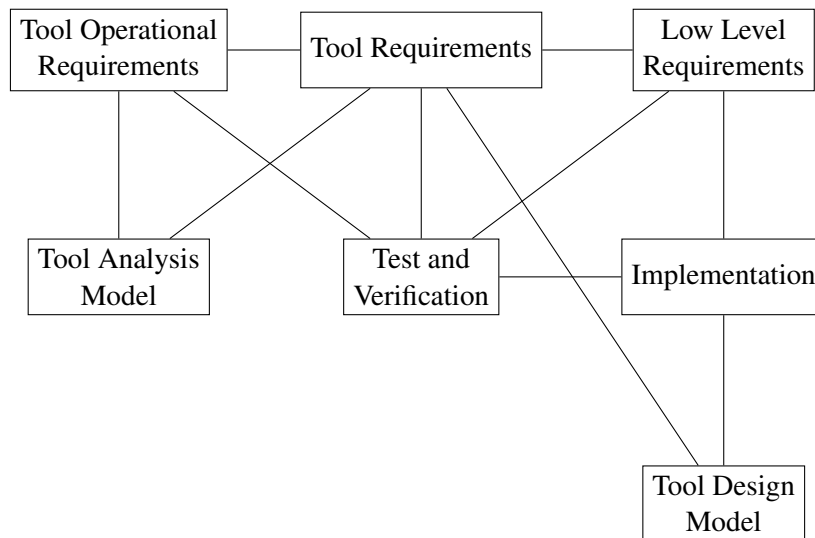 Tool Operational
Requirements
Tool Requirements
Low Level
Requirements
Tool Analysis
Model
Test and
Verification
Implementation
Tool Design
Model